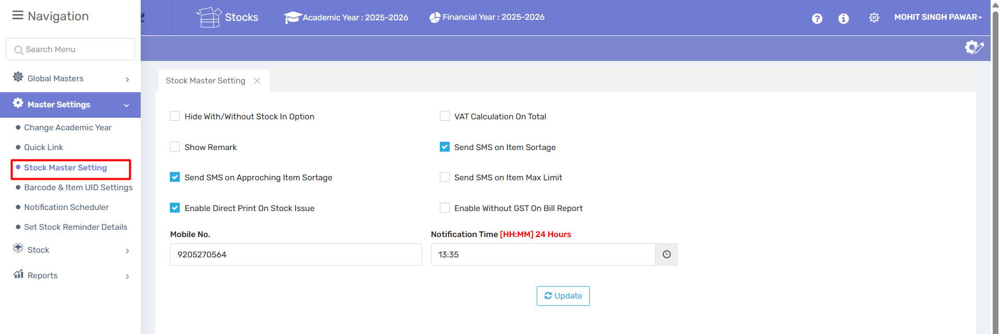 Navigation
Stocks
Academic Year : 2025-2026
Financial Year : 2025-2026
MOHIT SINGH PAWAR
Search Menu
Global Masters
Master Settings
Change Academic Year
Quick Link
Stock Master Setting
Barcode & Item UID Settings
Notification Scheduler
Set Stock Reminder Details
Stock
Reports
Stock Master Setting
Hide With/Without Stock In Option
VAT Calculation On Total
Show Remark
Send SMS on Item Sortage
Send SMS on Approching Item Sortage
Send SMS on Item Max Limit
Enable Direct Print On Stock Issue
Enable Without GST On Bill Report
Mobile No.
Notification Time [HH:MM] 24 Hours
9205270564
13:35
Update